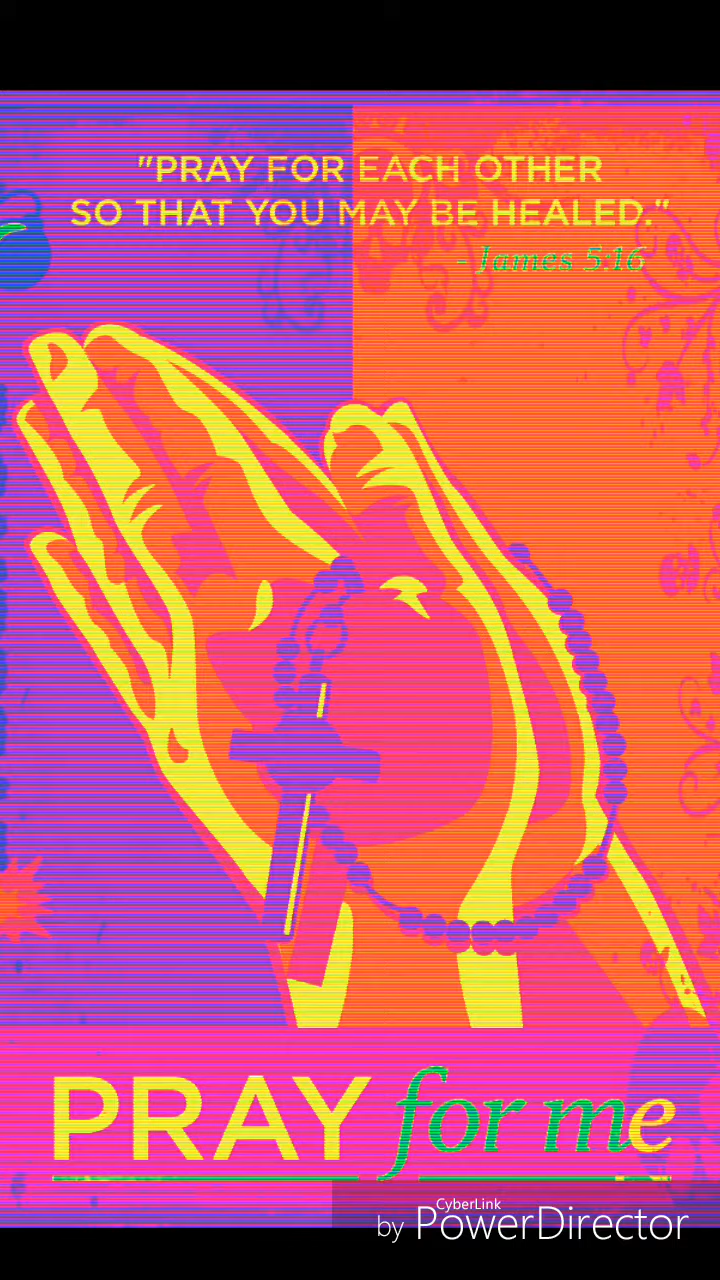 "PRAY FOR EACH OTHER
SO THAT YOU MAY BE HEALED."
- James 5:16
PRAY for me
CyberLink
by PowerDirector